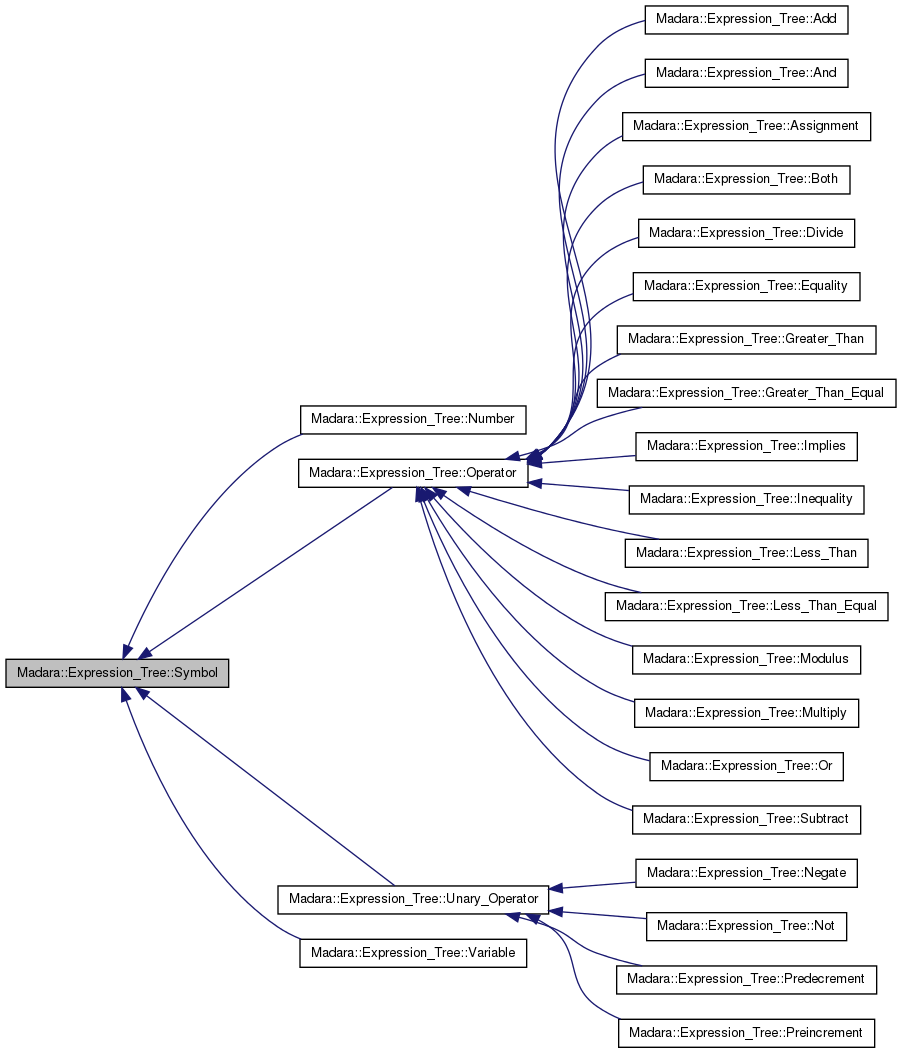 Madara::Expression_Tree::Add
Madara::Expression_Tree::And
Madara::Expression_Tree::Assignment
Madara::Expression_Tree::Both
Madara::Expression_Tree::Divide
Madara::Expression_Tree::Equality
Madara::Expression_Tree::Greater_Than
Madara::Expression_Tree::Greater_Than_Equal
Madara::Expression_Tree::Number
Madara::Expression_Tree::Implies
Madara::Expression_Tree::Operator
Madara::Expression_Tree::Inequality
Madara::Expression_Tree::Less_Than
Madara::Expression_Tree::Less_Than_Equal
Madara::Expression_Tree::Modulus
Madara::Expression_Tree::Symbol
Madara::Expression_Tree::Multiply
Madara::Expression_Tree::Or
Madara::Expression_Tree::Subtract
Madara::Expression_Tree::Negate
Madara::Expression_Tree::Unary_Operator
Madara::Expression_Tree::Not
Madara::Expression_Tree::Variable
Madara::Expression_Tree::Predecrement
Madara::Expression_Tree::Preincrement